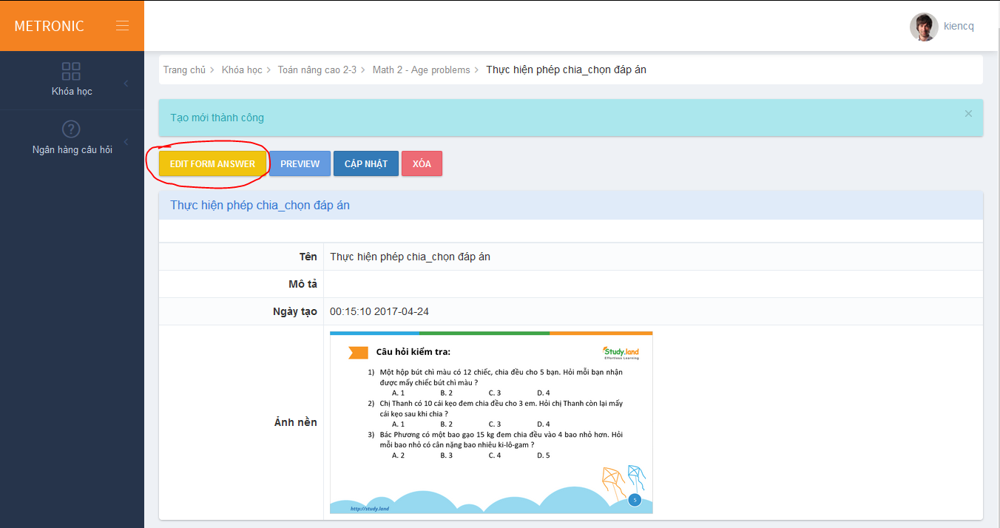 METRONIC
kiencq
Khóa học
Ngân hàng câu hỏi
Trang chủ > Khóa học > Toán nâng cao 2-3 > Math 2 - Age problems > Thực hiện phép chia_chọn đáp án
Tạo mới thành công ×
EDIT FORM ANSWER PREVIEW CẬP NHẬT XÓA
Thực hiện phép chia_chọn đáp án
Tên Thực hiện phép chia_chọn đáp án
Mô tả
Ngày tạo 00:15:10 2017-04-24
Ảnh nền
Câu hỏi kiểm tra:
Study.land
Effortless Learning
1) Một hộp bút chì màu có 12 chiếc, chia đều cho 5 bạn. Hỏi mỗi bạn nhận
được mấy chiếc bút chì màu ?
A. 1 B. 2 C. 3 D. 4
2) Chị Thanh có 10 cái kẹo đem chia đều cho 3 em. Hỏi chị Thanh còn lại mấy
cái kẹo sau khi chia ?
A. 1 B. 2 C. 3 D. 4
3) Bác Phương có một bao gạo 15 kg đem chia đều vào 4 bao nhỏ hơn. Hỏi
mỗi bao nhỏ có cân nặng bao nhiêu ki-lô-gam ?
A. 2 B. 3 C. 4 D. 5
http://study.land
5